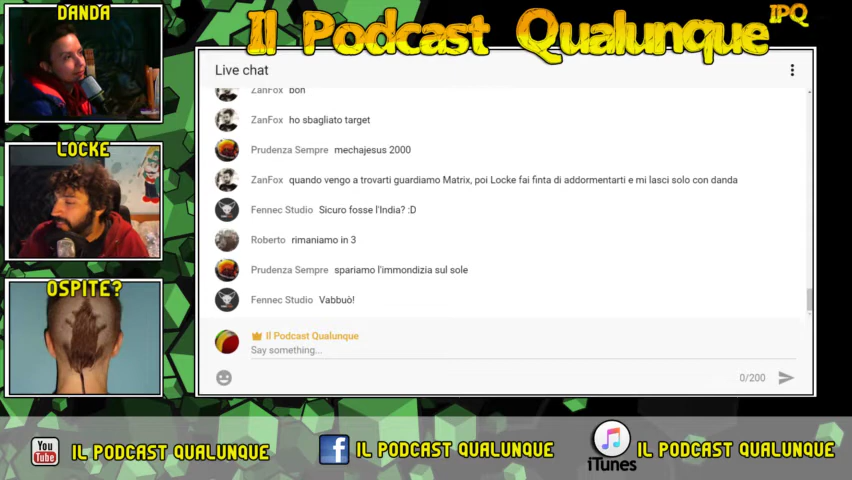 DANDA
Il Podcast Qualunque IPQ
Live chat
ZanFox bon
ZanFox ho sbagliato target
LOCKE
Prudenza Sempre mechajesus 2000
ZanFox quando vengo a trovarti guardiamo Matrix, poi Locke fai finta di addormentarti e mi lasci solo con danda
Fennec Studio Sicuro fosse l'India? :D
Roberto rimaniamo in 3
Prudenza Sempre spariamo l'immondizia sul sole
OSPITE?
Fennec Studio Vabbuò!
Il Podcast Qualunque
Say something...
0/200
You Tube IL PODCAST QUALUNQUE
f IL PODCAST QUALUNQUE
iTunes IL PODCAST QUALUNQUE